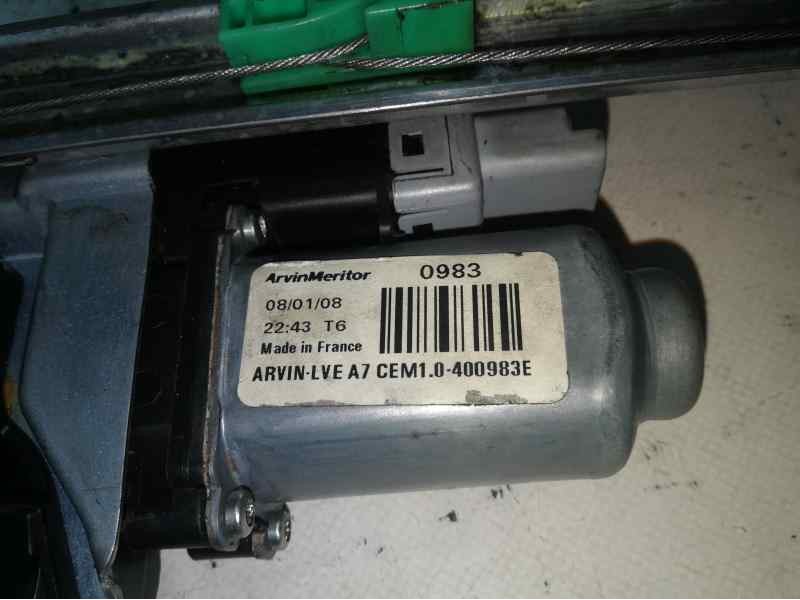 ArvinMeritor 0983
08/01/08
22:43 T6
Made in France
ARVIN-LVE A7 CEM1.0-400983E